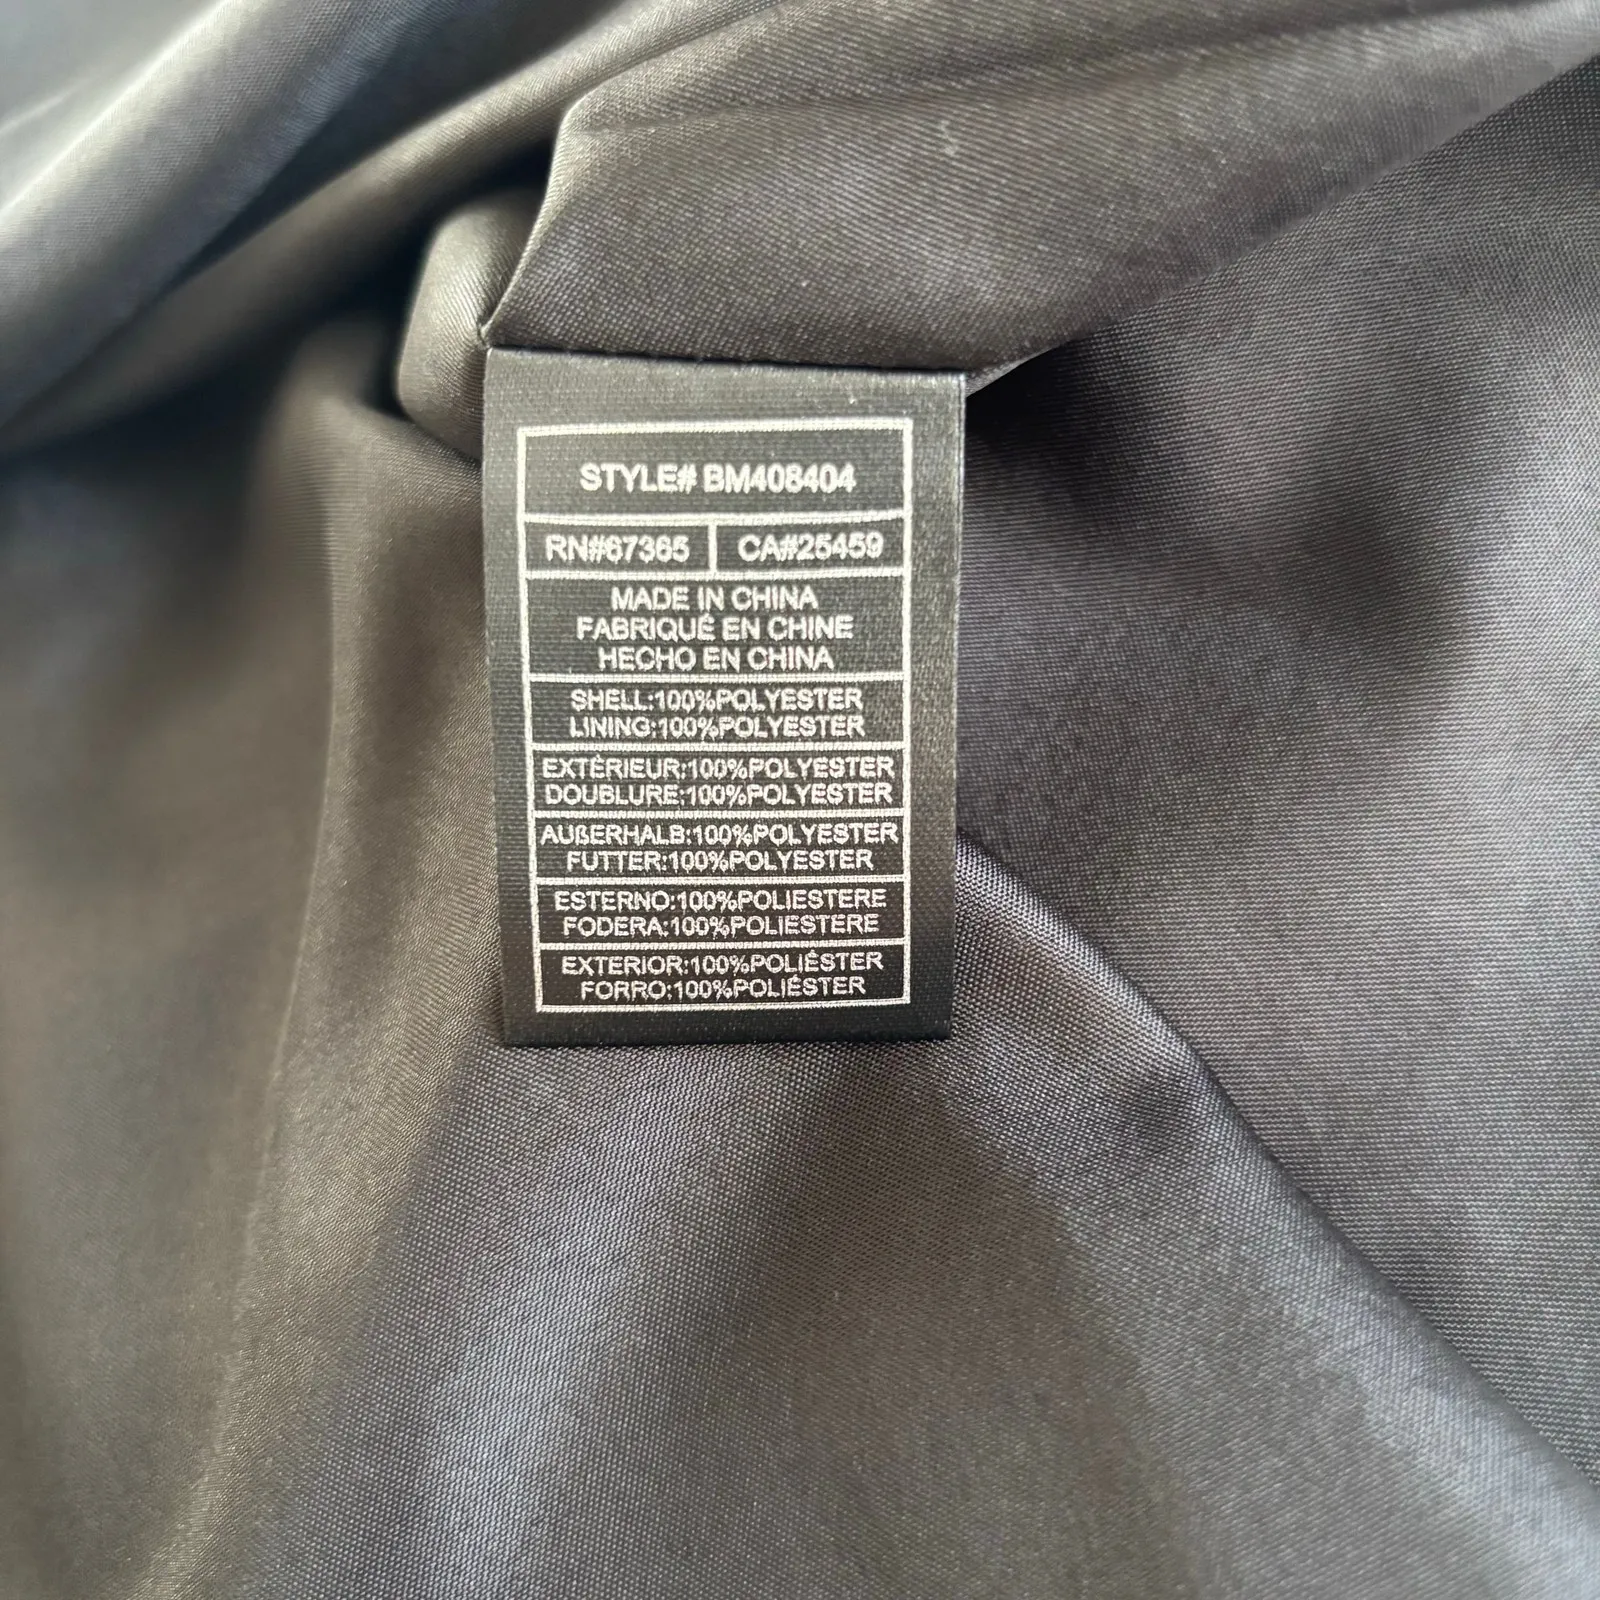 STYLE# BM408404
RN#67365 CA#25459
MADE IN CHINA
FABRIQUÉ EN CHINE
HECHO EN CHINA
SHELL:100%POLYESTER
LINING:100%POLYESTER
EXTÉRIEUR:100%POLYESTER
DOUBLURE:100%POLYESTER
AUßERHALB:100%POLYESTER
FUTTER:100%POLYESTER
ESTERNO:100%POLIESTERE
FODERA:100%POLIESTERE
EXTERIOR:100%POLIÉSTER
FORRO:100%POLIÉSTER